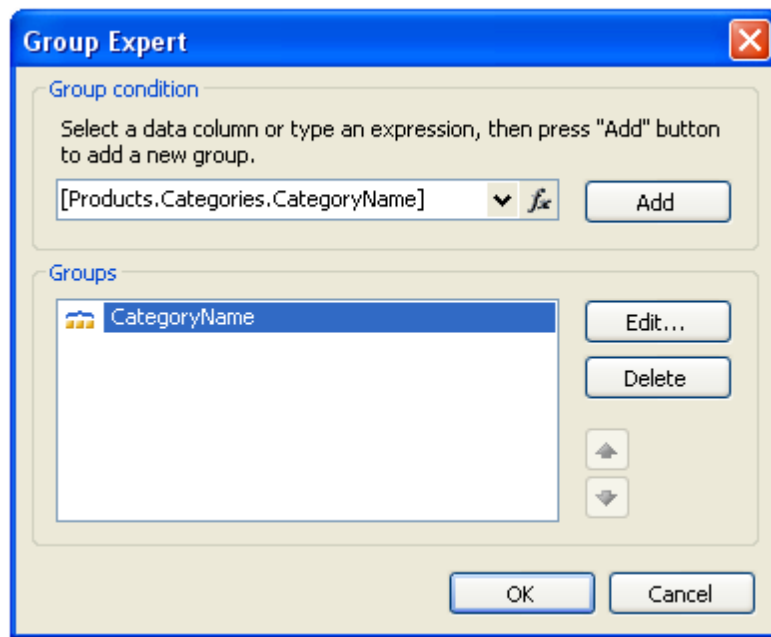 Group Expert
Group condition
Select a data column or type an expression, then press "Add" button
to add a new group.
[Products.Categories.CategoryName]
fx
Add
Groups
CategoryName
Edit...
Delete
OK
Cancel